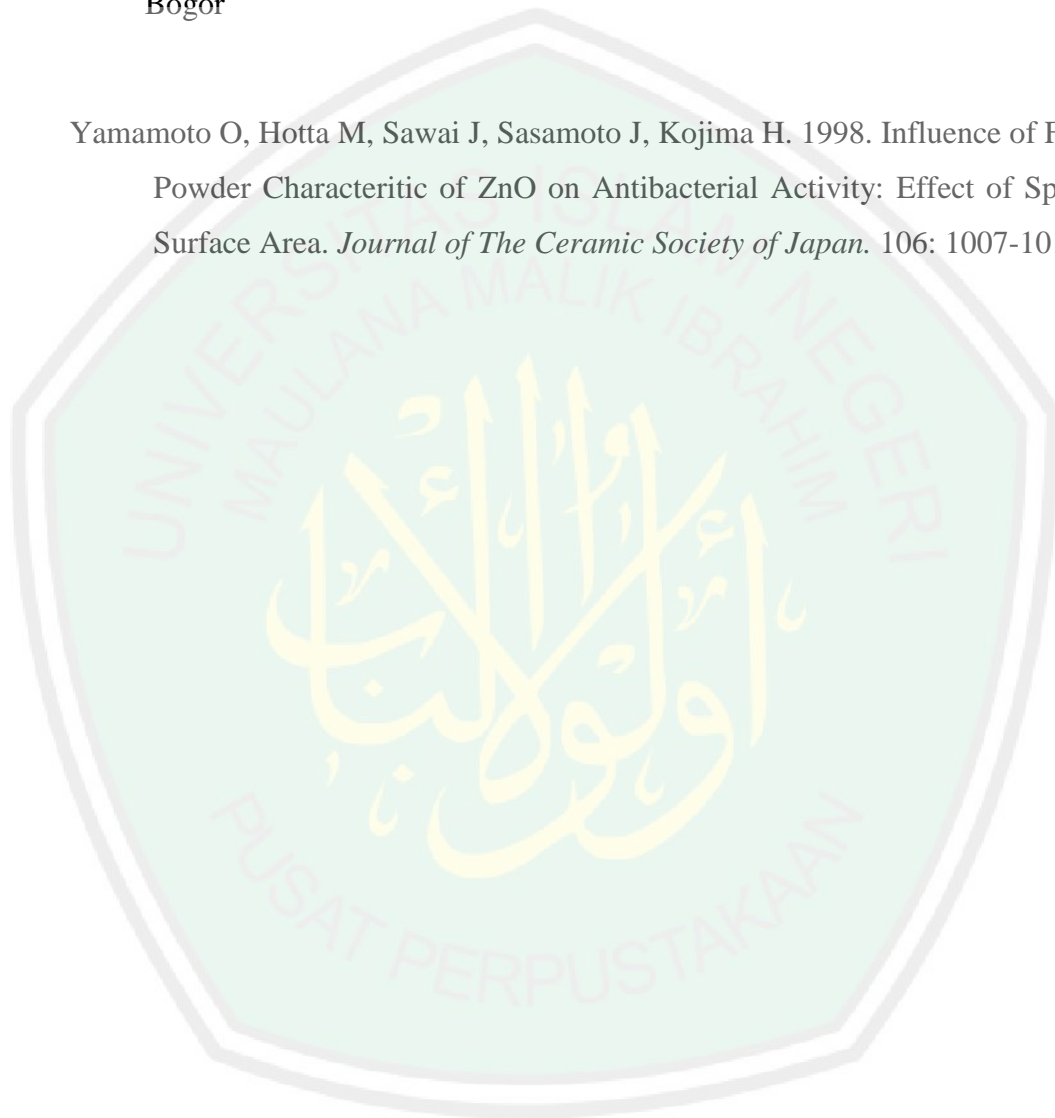 Bogor
Yamamoto O, Hotta M, Sawai J, Sasamoto J, Kojima H. 1998. Influence of
Powder Characteritic of ZnO on Antibacterial Activity: Effect of
Surface Area. Journal of The Ceramic Society of Japan. 106: 1007-10
UNIVERSITAS ISLAM NEGERI
MAULANA MALIK IBRAHIM
أولوا الألباب
PUSAT PERPUSTAKAAN